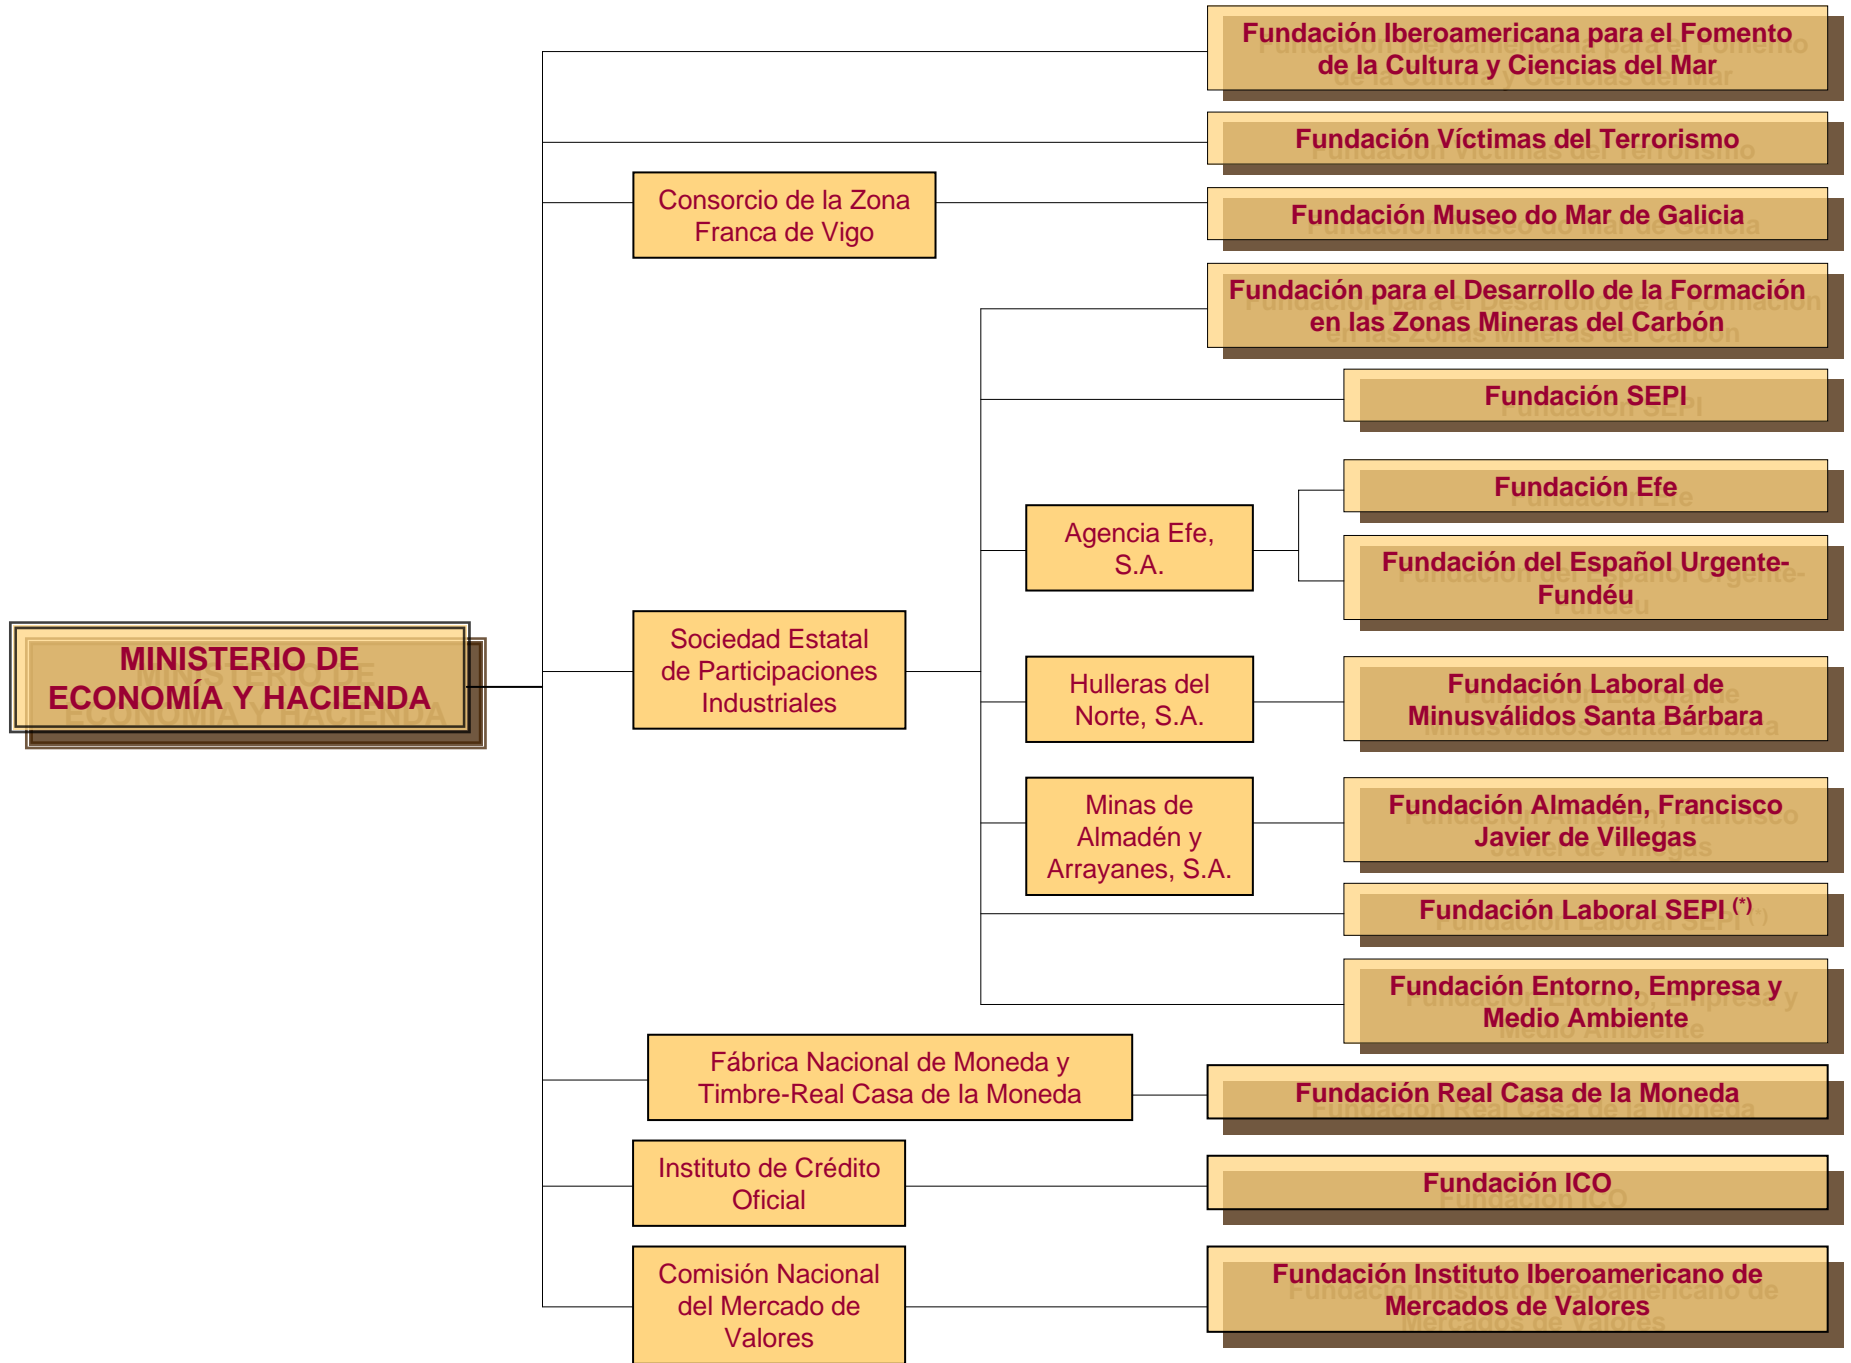 Fundación Iberoamericana para el Fomento
de la Cultura y Ciencias del Mar
Fundación Víctimas del Terrorismo
Consorcio de la Zona
Franca de Vigo
Fundación Museo do Mar de Galicia
Fundación para el Desarrollo de la Formación
en las Zonas Mineras del Carbón
Fundación SEPI
Agencia Efe,
S.A.
Fundación Efe
Fundación del Español Urgente-
Fundéu
MINISTERIO DE
ECONOMÍA Y HACIENDA
Sociedad Estatal
de Participaciones
Industriales
Hulleras del
Norte, S.A.
Fundación Laboral de
Minusválidos Santa Bárbara
Minas de
Almadén y
Arrayanes, S.A.
Fundación Almadén, Francisco
Javier de Villegas
Fundación Laboral SEPI (*)
Fundación Entorno, Empresa y
Medio Ambiente
Fábrica Nacional de Moneda y
Timbre-Real Casa de la Moneda
Fundación Real Casa de la Moneda
Instituto de Crédito
Oficial
Fundación ICO
Comisión Nacional
del Mercado de
Valores
Fundación Instituto Iberoamericano de
Mercados de Valores